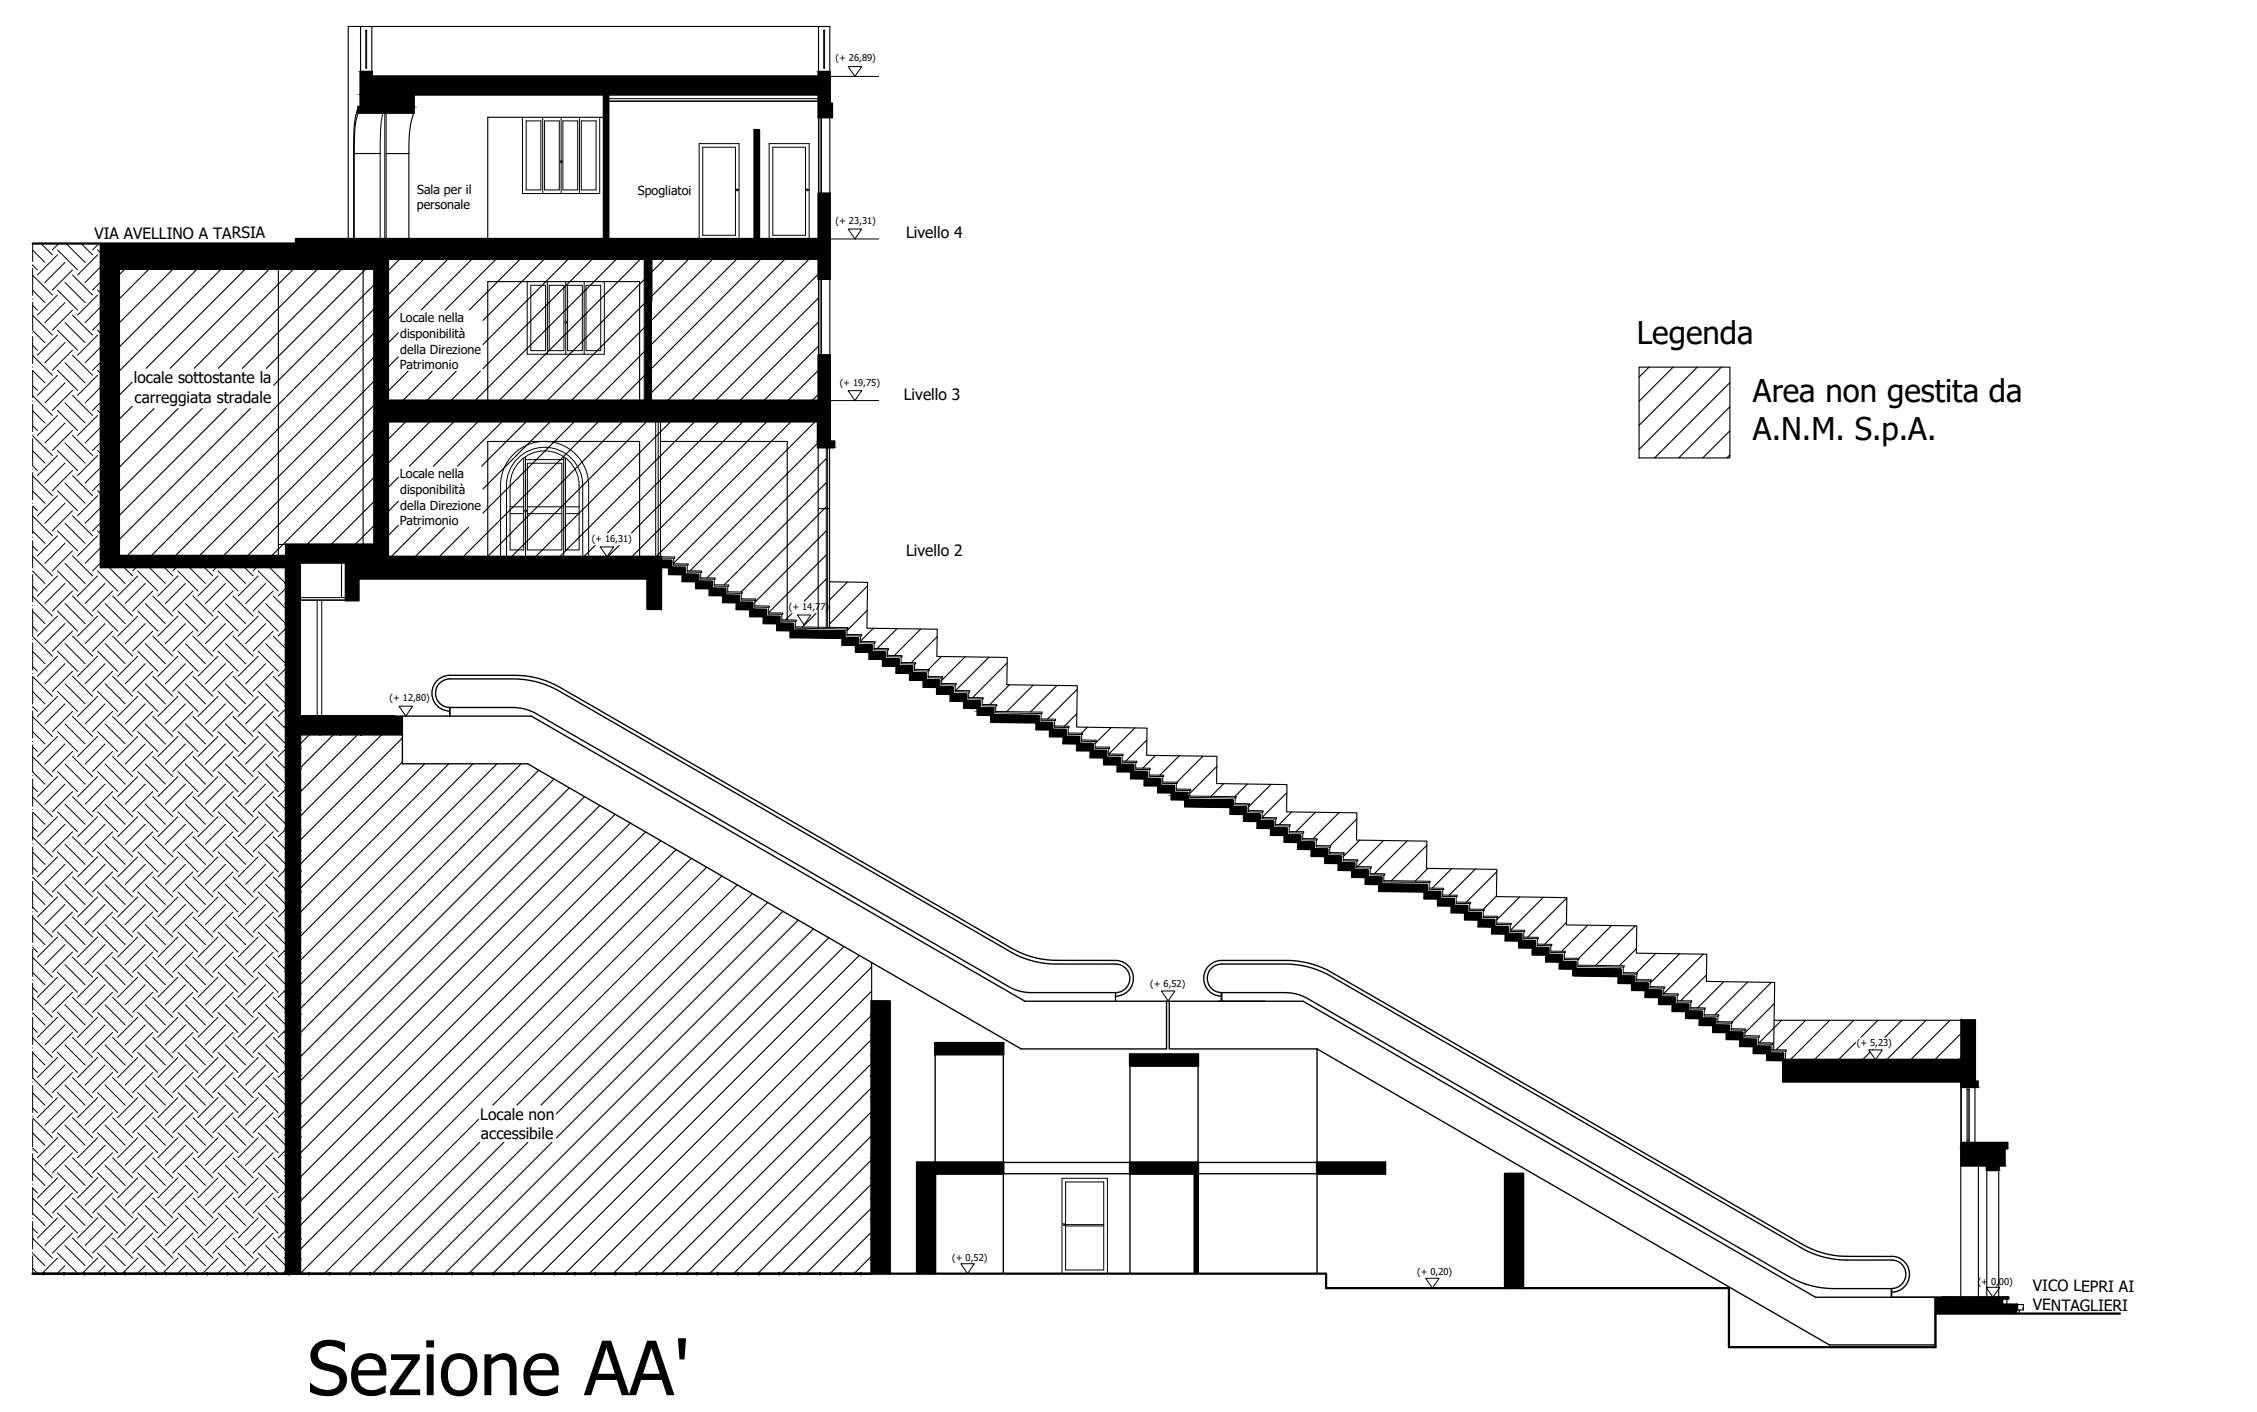 (+ 26,89)
Sala per il
personale
Spogliatoi
(+ 23,31)
Livello 4
VIA AVELLINO A TARSIA
Locale nella
disponibilità
della Direzione
Patrimonio
locale sottostante la
carreggiata stradale
(+ 19,75)
Livello 3
Legenda
Area non gestita da
A.N.M. S.p.A.
Locale nella
disponibilità
della Direzione
Patrimonio
(+ 16,31)
Livello 2
(+ 14,77)
(+ 12,80)
(+ 6,52)
(+ 5,23)
Locale non
accessibile
(+ 0,52)
(+ 0,20)
(+ 0,00)
VICO LEPRI AI
VENTAGLIERI
Sezione AA'